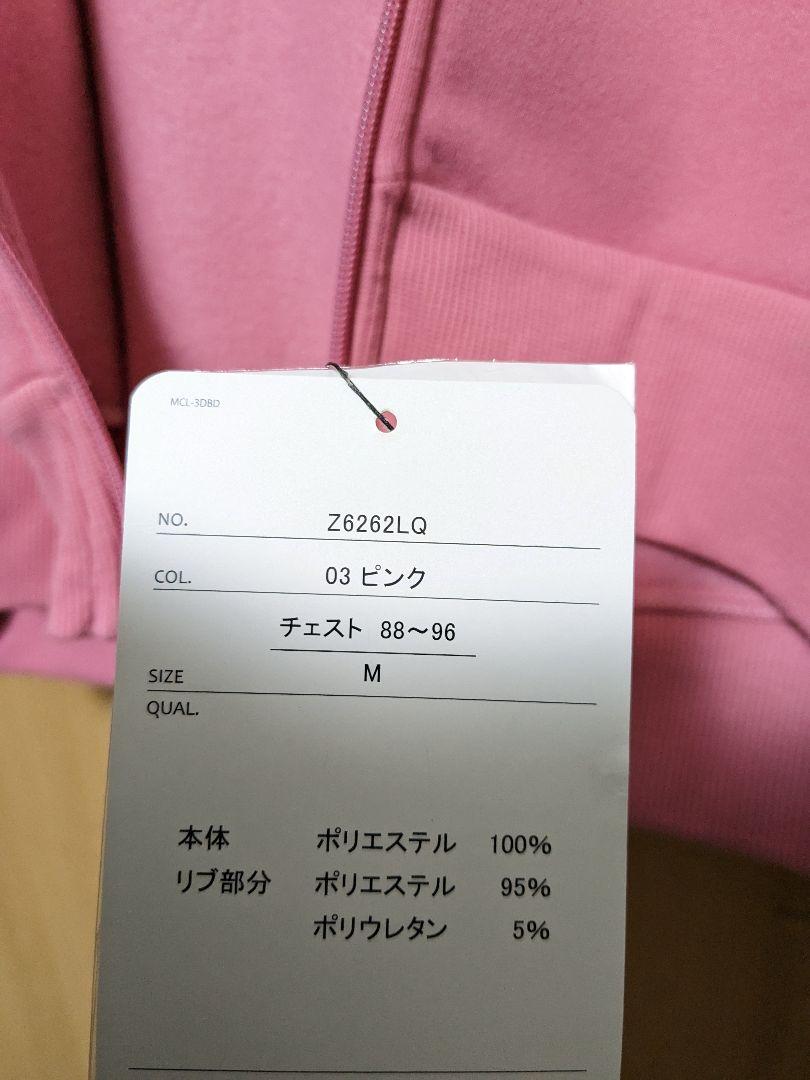 MCL-3DBD
NO. Z6262LQ
COL. 03 ピンク
チェスト 88〜96
SIZE M
QUAL.
本体 ポリエステル 100%
リブ部分 ポリエステル 95%
ポリウレタン 5%